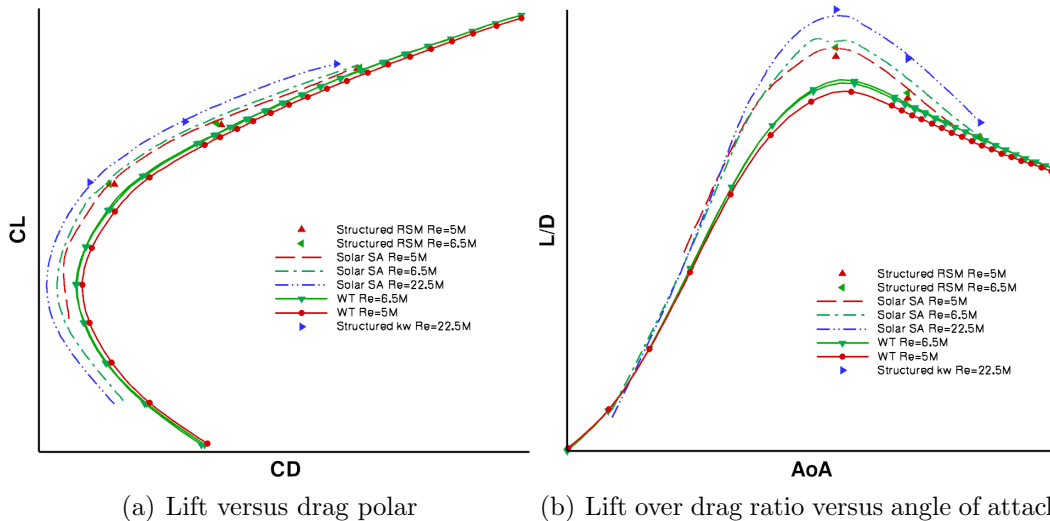 CL
Structured RSM Re=5M
Structured RSM Re=6.5M
Solar SA Re=5M
Solar SA Re=6.5M
Solar SA Re=22.5M
WT Re=6.5M
WT Re=5M
Structured kw Re=22.5M
CD
(a) Lift versus drag polar
L/D
Structured RSM Re=5M
Structured RSM Re=6.5M
Solar SA Re=5M
Solar SA Re=6.5M
Solar SA Re=22.5M
WT Re=6.5M
WT Re=5M
Structured kw Re=22.5M
AoA
(b) Lift over drag ratio versus angle of attack